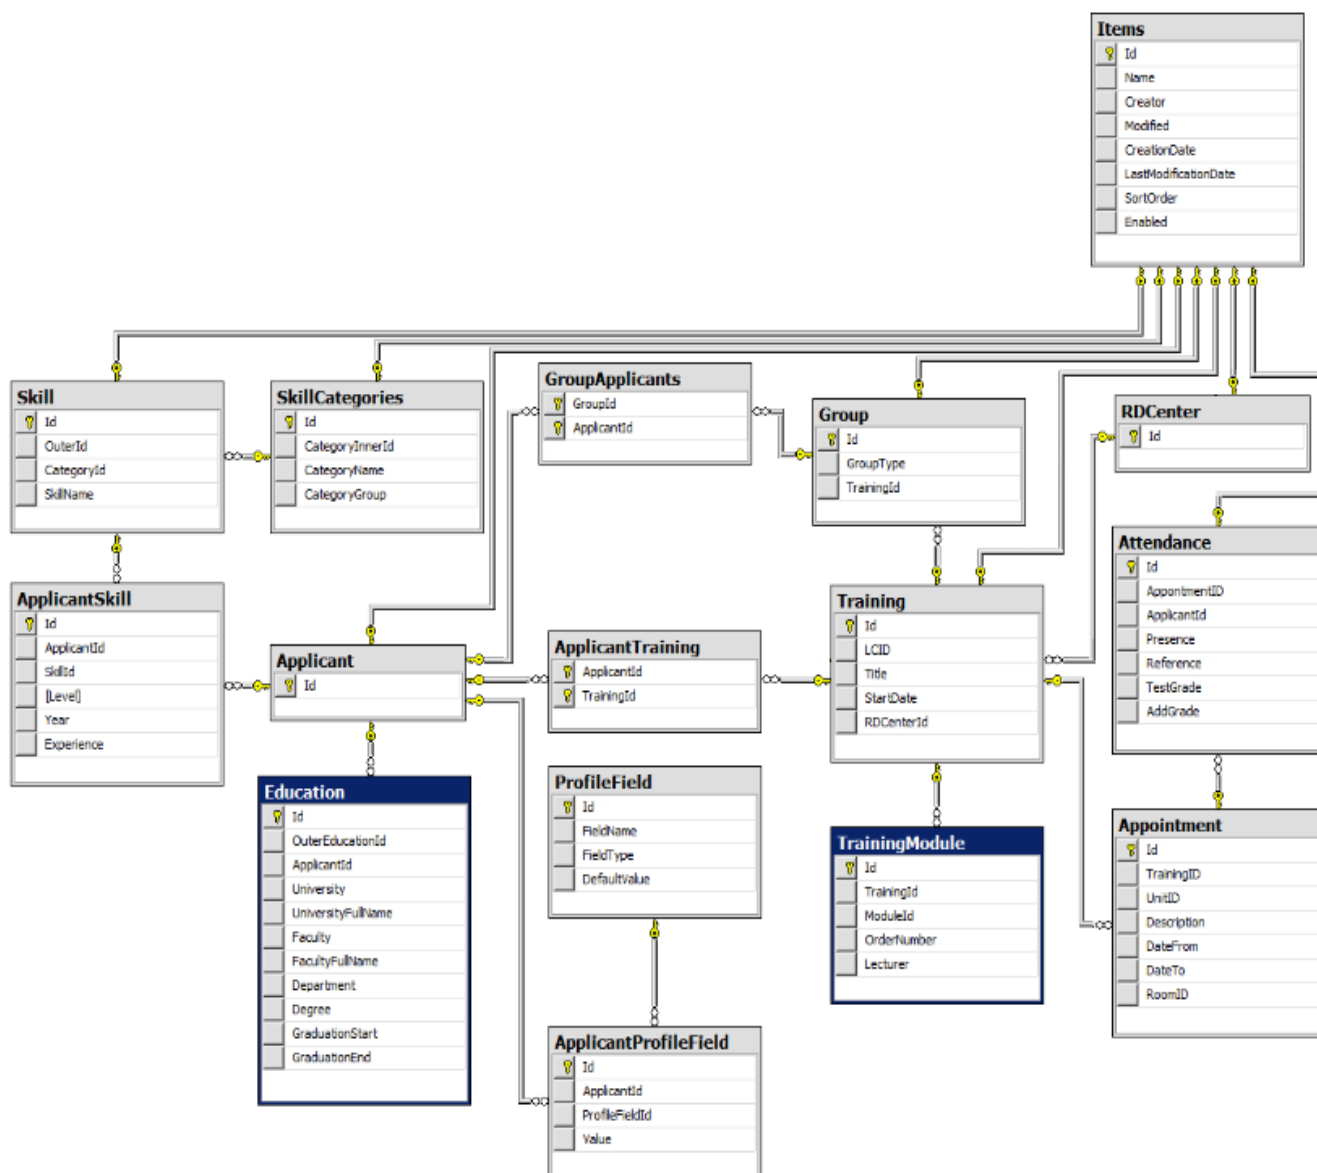 Items
Id
Name
Creator
Modified
CreationDate
LastModificationDate
SortOrder
Enabled
Skill
Id
OuterId
CategoryId
SkillName
SkillCategories
Id
CategoryInnerId
CategoryName
CategoryGroup
GroupApplicants
GroupId
ApplicantId
Group
Id
GroupType
TrainingId
RDCenter
Id
Attendance
Id
AppontmentID
ApplicantId
Presence
Reference
TestGrade
AddGrade
ApplicantSkill
Id
ApplicantId
SkillId
[Level]
Year
Experience
Applicant
Id
ApplicantTraining
ApplicantId
TrainingId
Training
Id
LCID
Title
StartDate
RDCenterId
Education
Id
OuterEducationId
ApplicantId
University
UniversityFullName
Faculty
FacultyFullName
Department
Degree
GraduationStart
GraduationEnd
ProfileField
Id
FieldName
FieldType
DefaultValue
TrainingModule
Id
TrainingId
ModuleId
OrderNumber
Lecturer
Appointment
Id
TrainingID
UnitID
Description
DateFrom
DateTo
RoomID
ApplicantProfileField
Id
ApplicantId
ProfileFieldId
Value